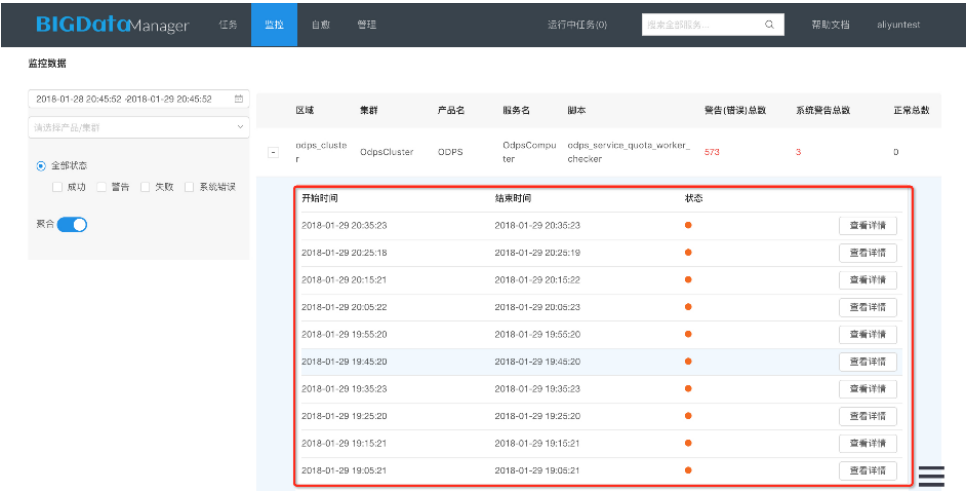 BIGDataManager 任务 监控 自愈 管理 运行中任务(0) 搜索全部服务... 帮助文档 aliyuntest
监控数据
2018-01-28 20:45:52 -2018-01-29 20:45:52
请选择产品/集群
全部状态
成功 警告 失败 系统错误
聚合
区域 集群 产品名 服务名 脚本 警告(错误)总数 系统警告总数 正常总数
odps_cluste
r
OdpsCluster ODPS
OdpsCompu
ter
odps_service_quota_worker_
checker
573 3 0
开始时间 结束时间 状态
2018-01-29 20:35:23 2018-01-29 20:35:23 查看详情
2018-01-29 20:25:18 2018-01-29 20:25:19 查看详情
2018-01-29 20:15:21 2018-01-29 20:15:22 查看详情
2018-01-29 20:05:22 2018-01-29 20:05:23 查看详情
2018-01-29 19:55:20 2018-01-29 19:55:20 查看详情
2018-01-29 19:45:20 2018-01-29 19:45:20 查看详情
2018-01-29 19:35:23 2018-01-29 19:35:23 查看详情
2018-01-29 19:25:20 2018-01-29 19:25:20 查看详情
2018-01-29 19:15:21 2018-01-29 19:15:21 查看详情
2018-01-29 19:05:21 2018-01-29 19:05:21 查看详情